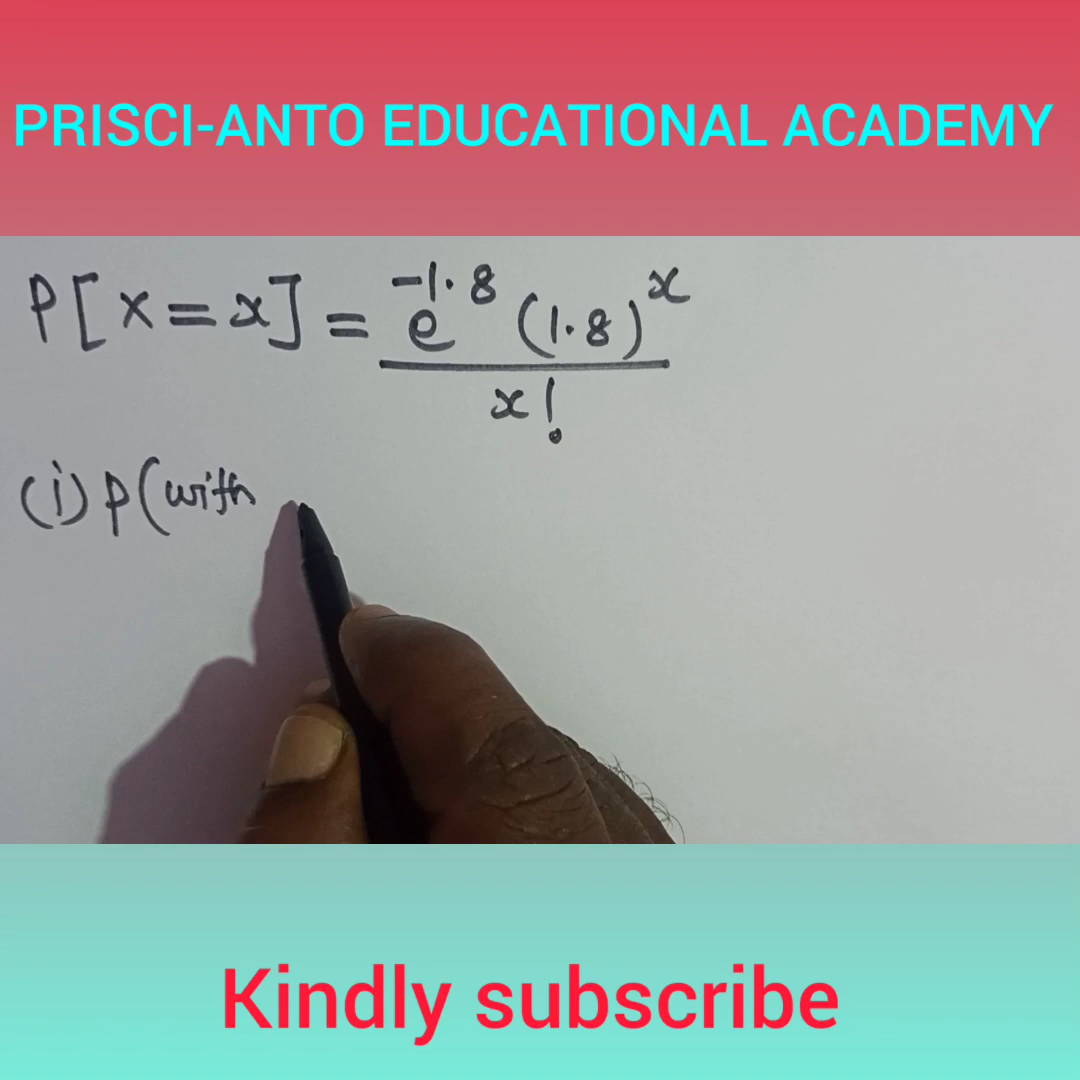 PRISCI-ANTO EDUCATIONAL ACADEMY
P[x=x] = e^-1.8 (1.8)^x
x!
(i) P(with
Kindly subscribe